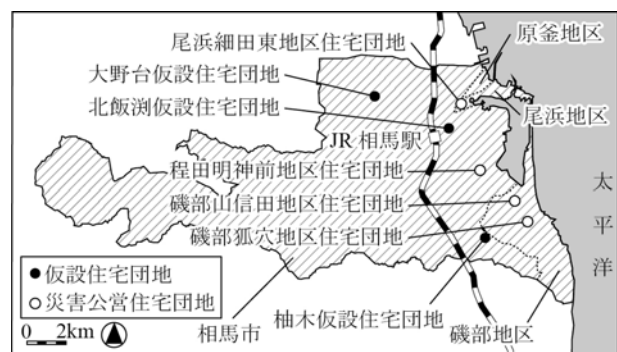 尾浜細田東地区住宅団地
原釜地区
大野台仮設住宅団地
北飯渕仮設住宅団地
尾浜地区
JR相馬駅
程田明神前地区住宅団地
磯部山信田地区住宅団地
磯部狐穴地区住宅団地
太平洋
●仮設住宅団地
○災害公営住宅団地
柚木仮設住宅団地
0 2km
相馬市
磯部地区